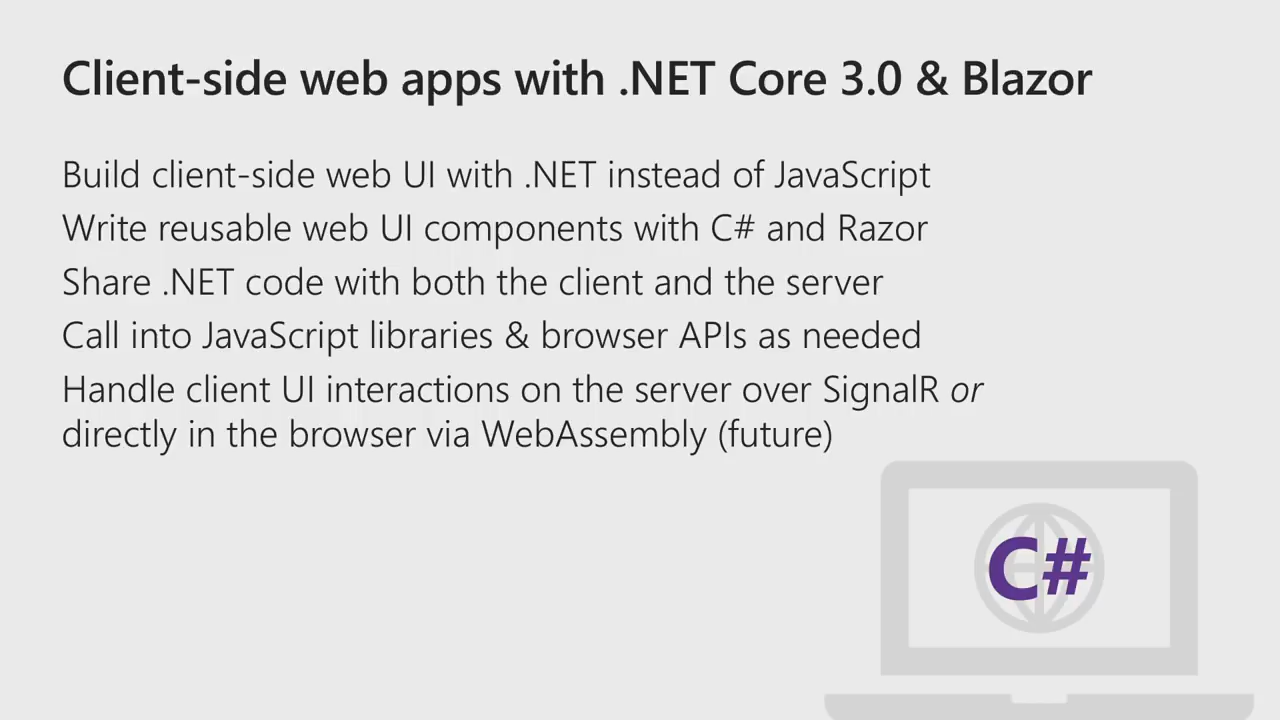 Client-side web apps with .NET Core 3.0 & Blazor
Build client-side web UI with .NET instead of JavaScript
Write reusable web UI components with C# and Razor
Share .NET code with both the client and the server
Call into JavaScript libraries & browser APIs as needed
Handle client UI interactions on the server over SignalR or
directly in the browser via WebAssembly (future)
C#